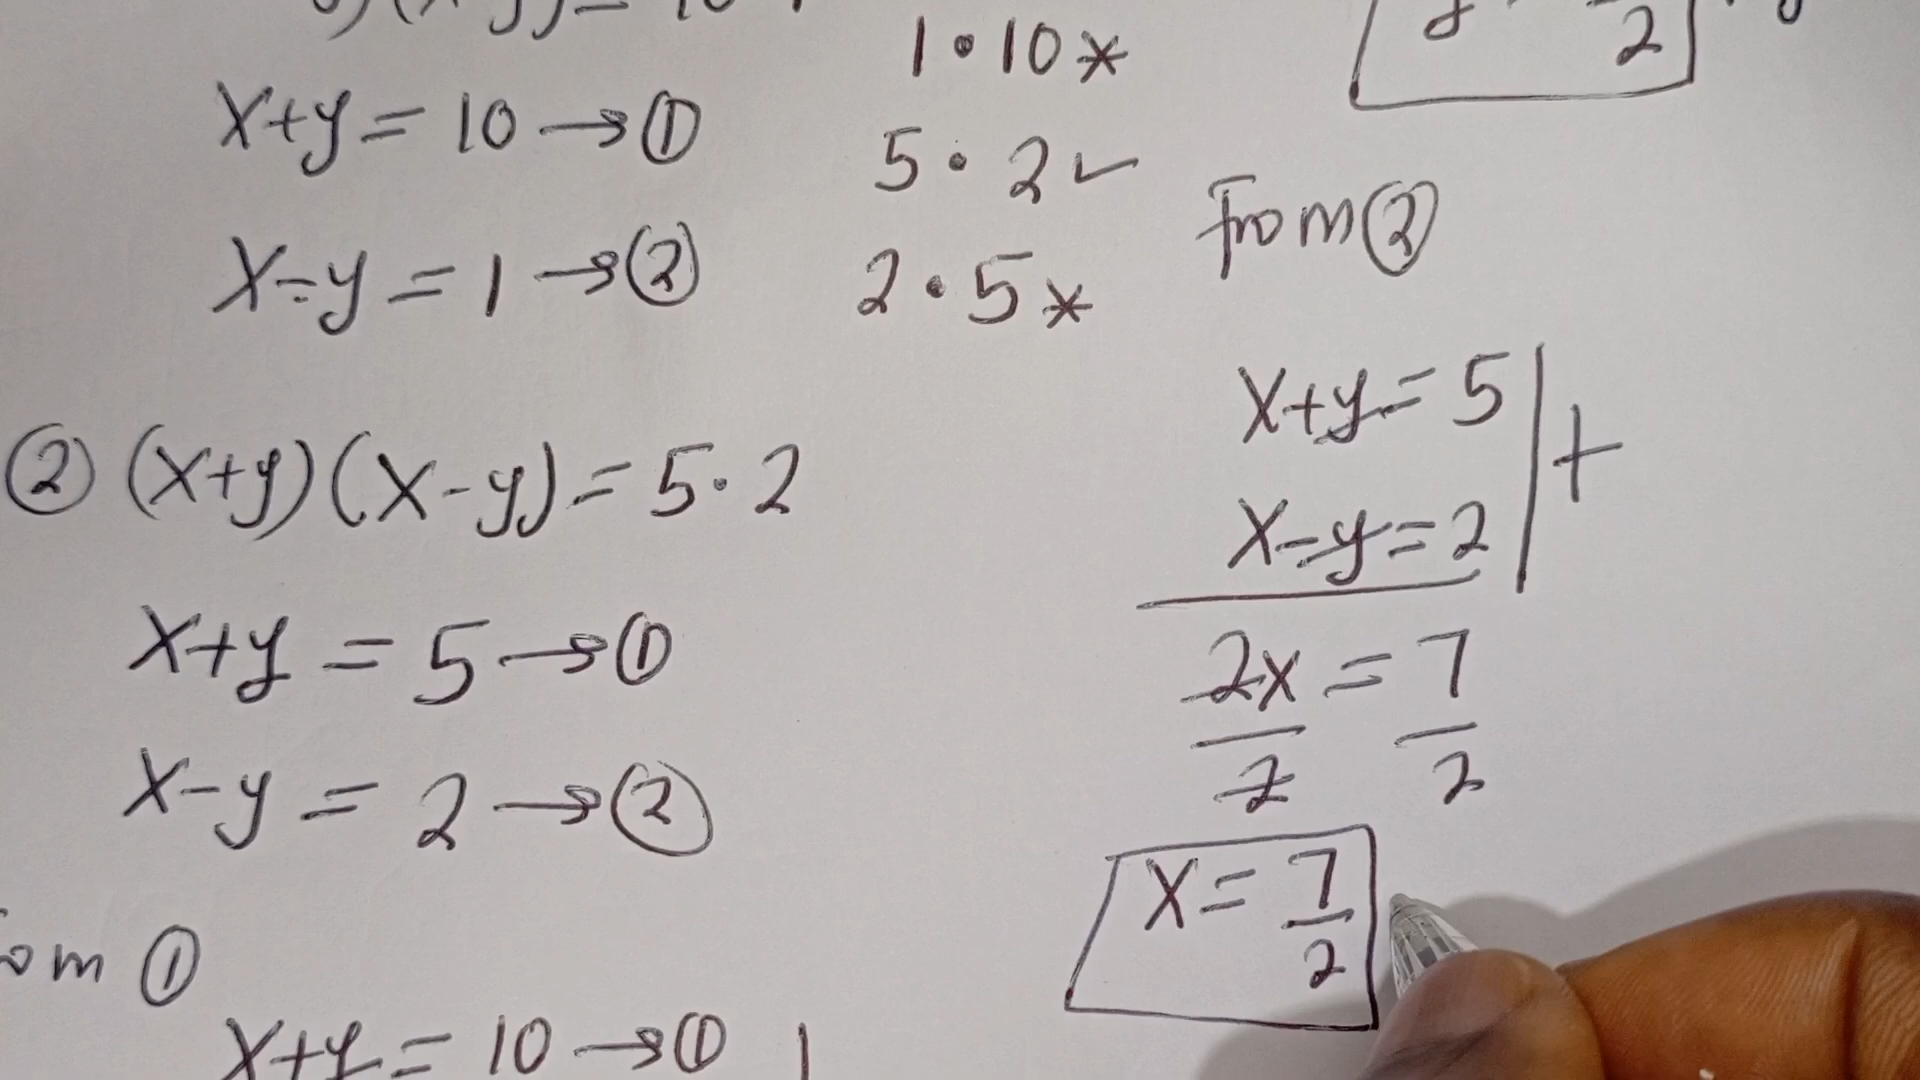 x+y=10→①
x-y=1→②
1•10*
5•2✓
2•5*
②(x+y)(x-y)=5•2
x+y=5→①
x-y=2→②
om ①
x+y=10→①
2
From②
x+y=5
+
x-y=2
2x=7
2 2
x=7/2